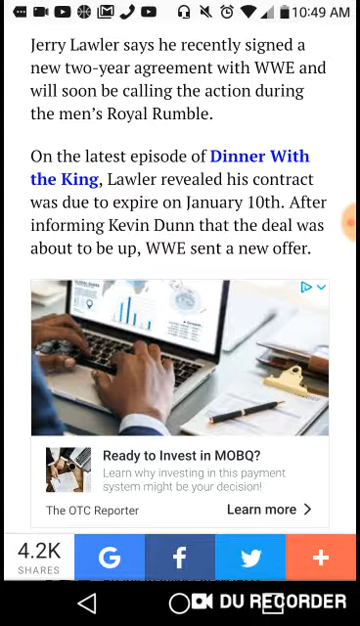 10:49 AM
Jerry Lawler says he recently signed a
new two-year agreement with WWE and
will soon be calling the action during
the men’s Royal Rumble.
On the latest episode of Dinner With
the King, Lawler revealed his contract
was due to expire on January 10th. After
informing Kevin Dunn that the deal was
about to be up, WWE sent a new offer.
Ready to Invest in MOBQ?
Learn why investing in this payment
system might be your decision!
The OTC Reporter Learn more
4.2K
SHARES
DU RECORDER